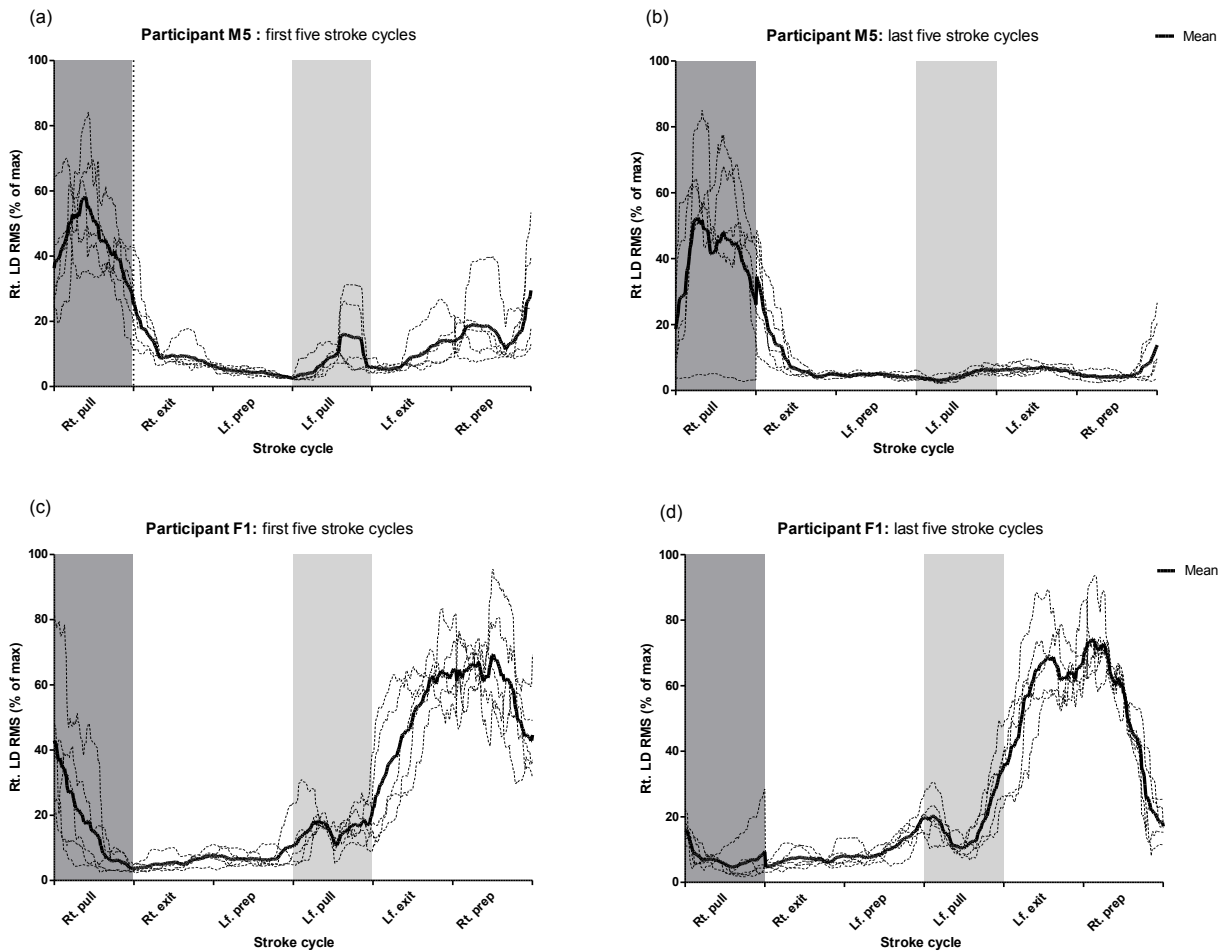 (a)
Participant M5 : first five stroke cycles
100
80
60
40
20
0
Rt. LD RMS (% of max)
Rt. pull
Rt. exit
Lf. prep
Lf. pull
Lf. exit
Rt. prep
Stroke cycle
(b)
Participant M5: last five stroke cycles
Mean
100
80
60
40
20
0
Rt LD RMS (% of max)
Rt. pull
Rt. exit
Lf. prep
Lf. pull
Lf. exit
Rt. prep
Stroke cycle
(c)
Participant F1: first five stroke cycles
100
80
60
40
20
0
Rt. LD RMS (% of max)
Rt. pull
Rt. exit
Lf. prep
Lf. pull
Lf. exit
Rt. prep
Stroke cycle
(d)
Participant F1: last five stroke cycles
Mean
100
80
60
40
20
0
Rt. LD RMS (% of max)
Rt. pull
Rt. exit
Lf. prep
Lf. pull
Lf. exit
Rt. prep
Stroke cycle